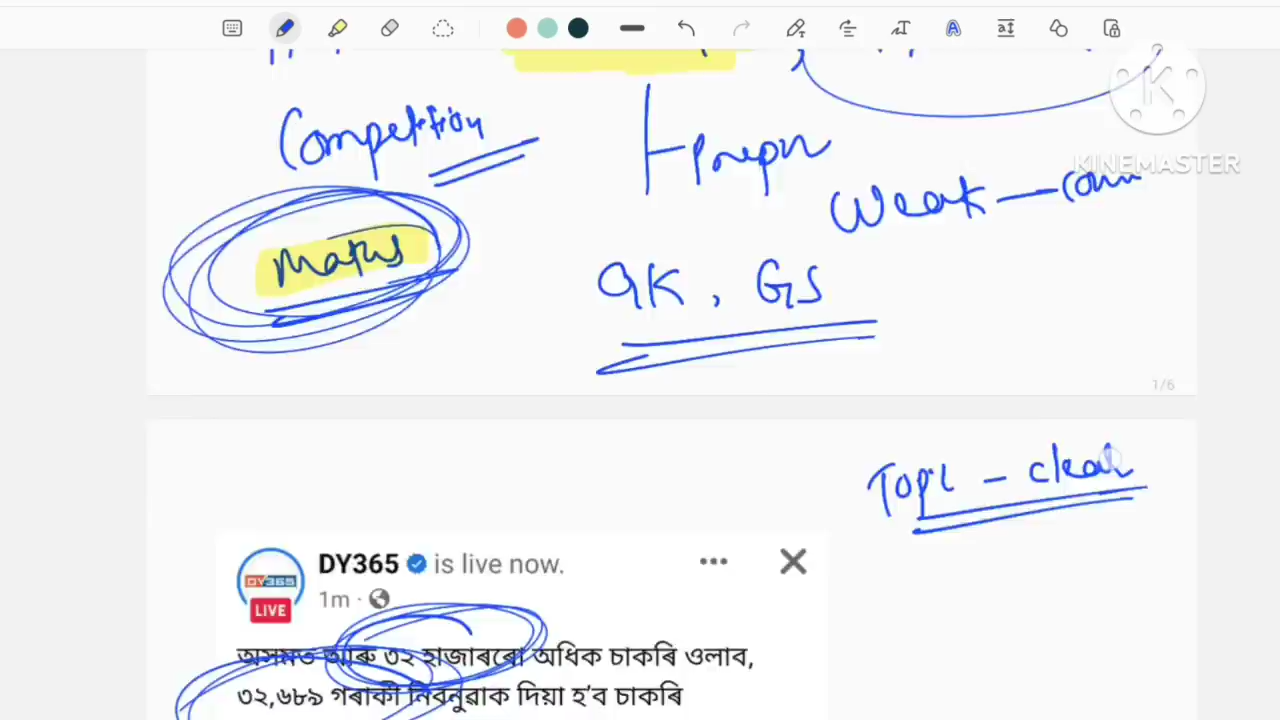 KINEMASTER
Competition
prepn
Weak —
Maths
GK, GS
1/6
Topic - clear
DY365 is live now.
1m
DY365
LIVE
অসমত আৰু ৩২ হাজাৰৰো অধিক চাকৰি ওলাব,
৩২,৬৮৯ গৰাকী নিবনুৱাক দিয়া হ'ব চাকৰি